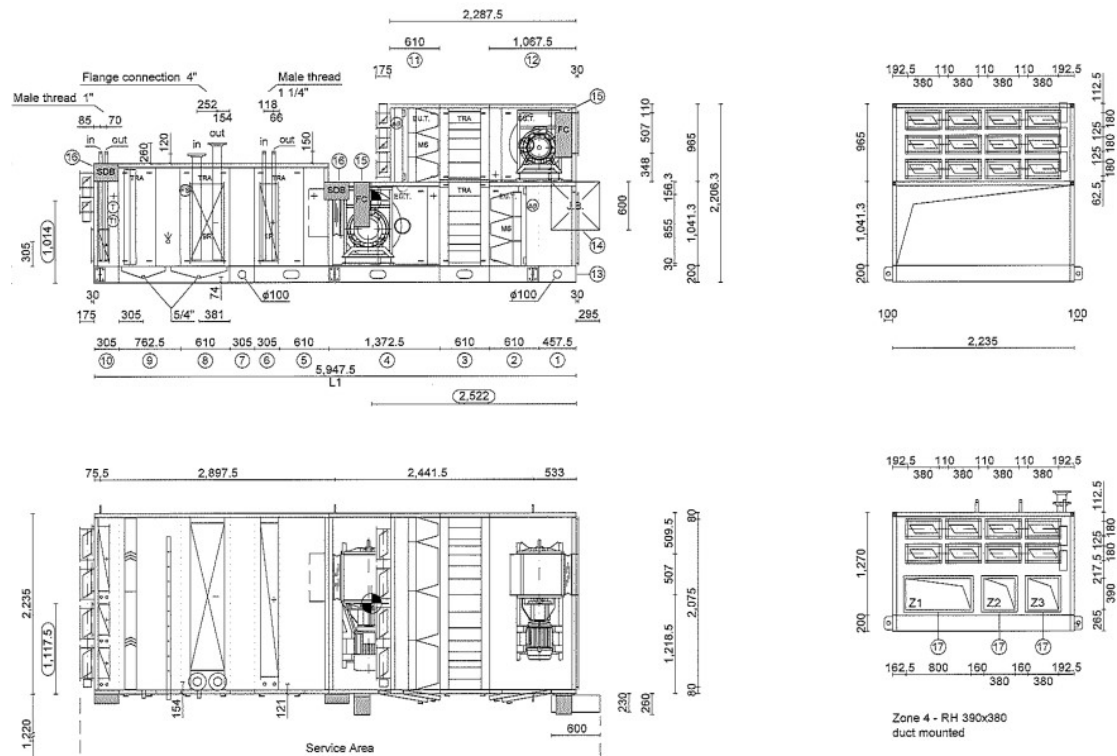 2,287.5
610 1,067.5
11 12
175 30
Flange connection 4"
Male thread
1 1/4"
Male thread 1"
252 118
154 66
85 70
in out
in out
in out
260 120 150
16 SDB TRA TRA TRA
16 15
SDB FC
M5 TRA FC 15
TRA M5
110
507
348
965
156.3
855
30
1,041.3
200
2,206.3
600
14
13
305
1,014
30
175 305 5/4" 381
74
ϕ100 ϕ100
30
295
305 762.5 610 305 305 610 1,372.5 610 610 457.5
10 9 8 7 6 5 4 3 2 1
5,947.5
L1
2,522
192.5 110 110 110 192.5
380 380 380 380
112.5
180
125
180
180
62.5
965
1,041.3
200
100 100
2,235
75.5 2,897.5 2,441.5 533
2,235
1,117.5
1,220
154 121
80
509.5
507
2,075
1,218.5
80
230
260
600
Service Area
192.5 110 110 110 192.5
380 380 380 380
112.5
180
125
180
217.5
390
265
1,270
200
Z1 Z2 Z3
17 17 17
162.5 800 160 160 192.5
380 380
Zone 4 - RH 390x380
duct mounted